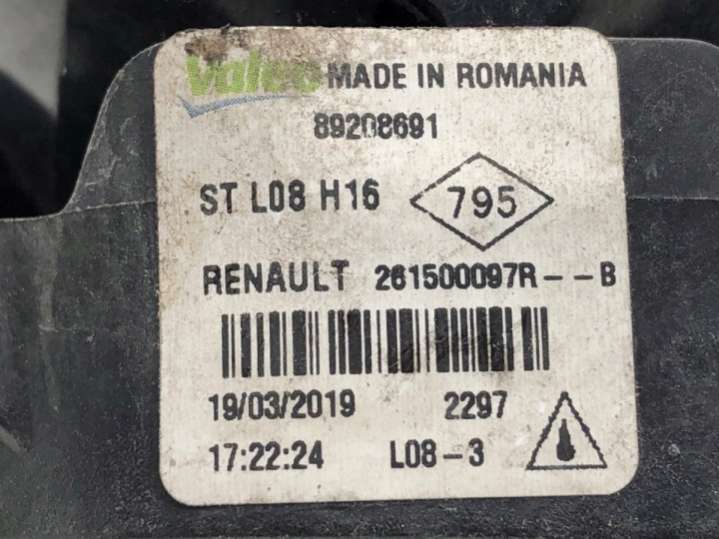 Valeo MADE IN ROMANIA
89208691
ST L08 H16 795
RENAULT 261500097R--B
19/03/2019 2297
17:22:24 L08-3